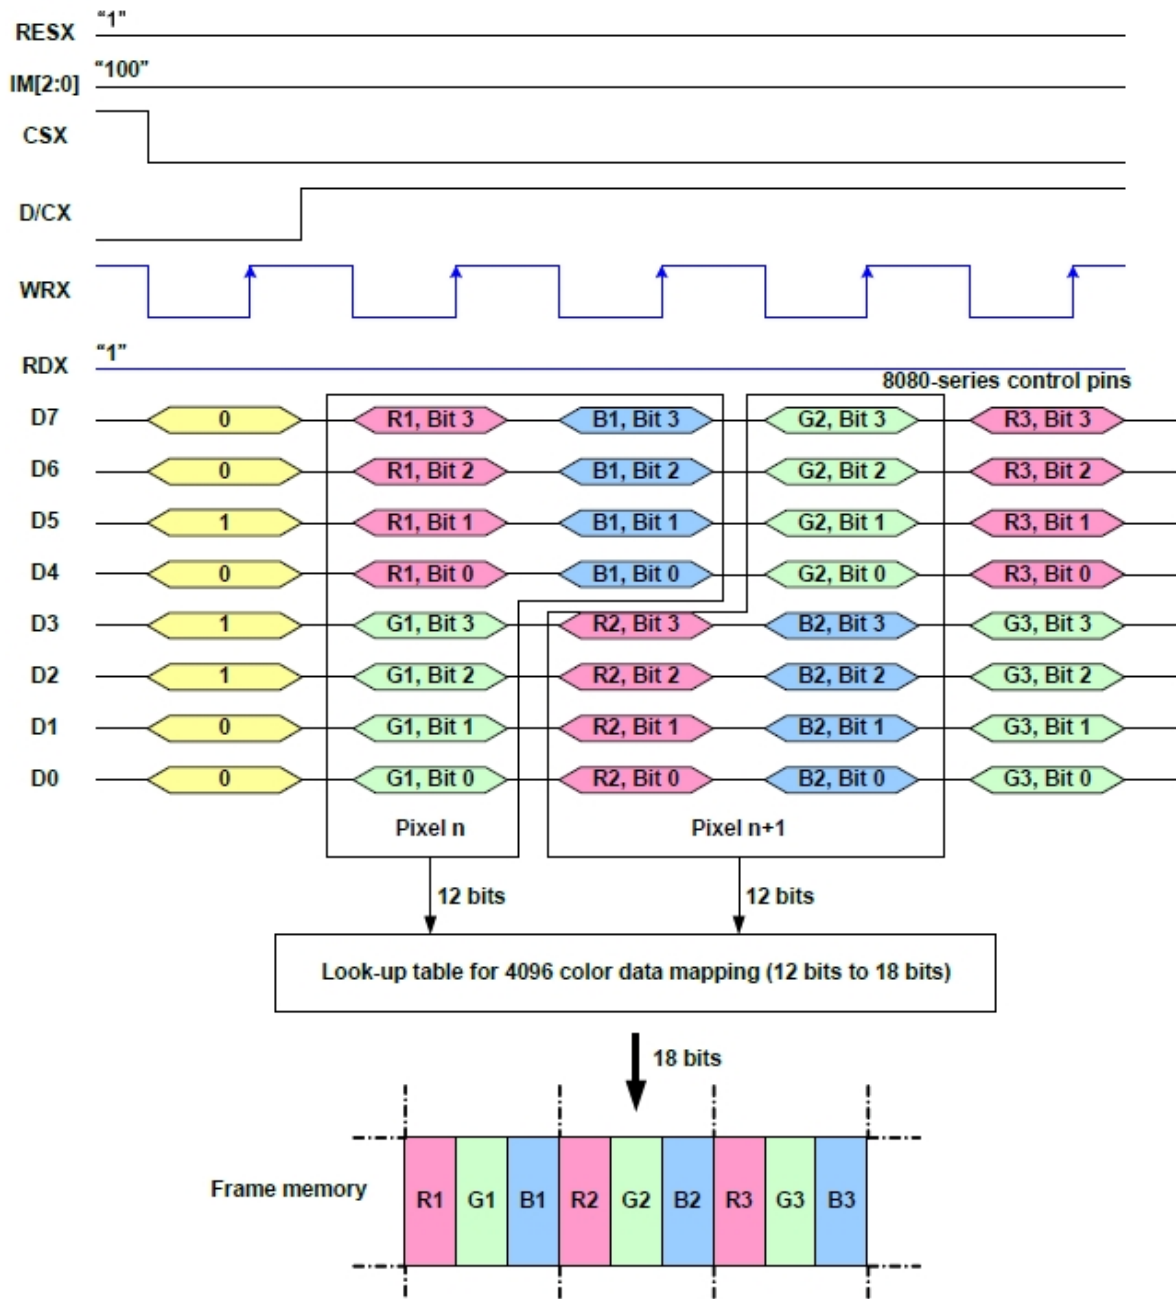 RESX "1"
IM[2:0] "100"
CSX
D/CX
WRX
RDX "1"
8080-series control pins
D7 0 R1, Bit 3 B1, Bit 3 G2, Bit 3 R3, Bit 3
D6 0 R1, Bit 2 B1, Bit 2 G2, Bit 2 R3, Bit 2
D5 1 R1, Bit 1 B1, Bit 1 G2, Bit 1 R3, Bit 1
D4 0 R1, Bit 0 B1, Bit 0 G2, Bit 0 R3, Bit 0
D3 1 G1, Bit 3 R2, Bit 3 B2, Bit 3 G3, Bit 3
D2 1 G1, Bit 2 R2, Bit 2 B2, Bit 2 G3, Bit 2
D1 0 G1, Bit 1 R2, Bit 1 B2, Bit 1 G3, Bit 1
D0 0 G1, Bit 0 R2, Bit 0 B2, Bit 0 G3, Bit 0
Pixel n Pixel n+1
12 bits 12 bits
Look-up table for 4096 color data mapping (12 bits to 18 bits)
18 bits
Frame memory R1 G1 B1 R2 G2 B2 R3 G3 B3